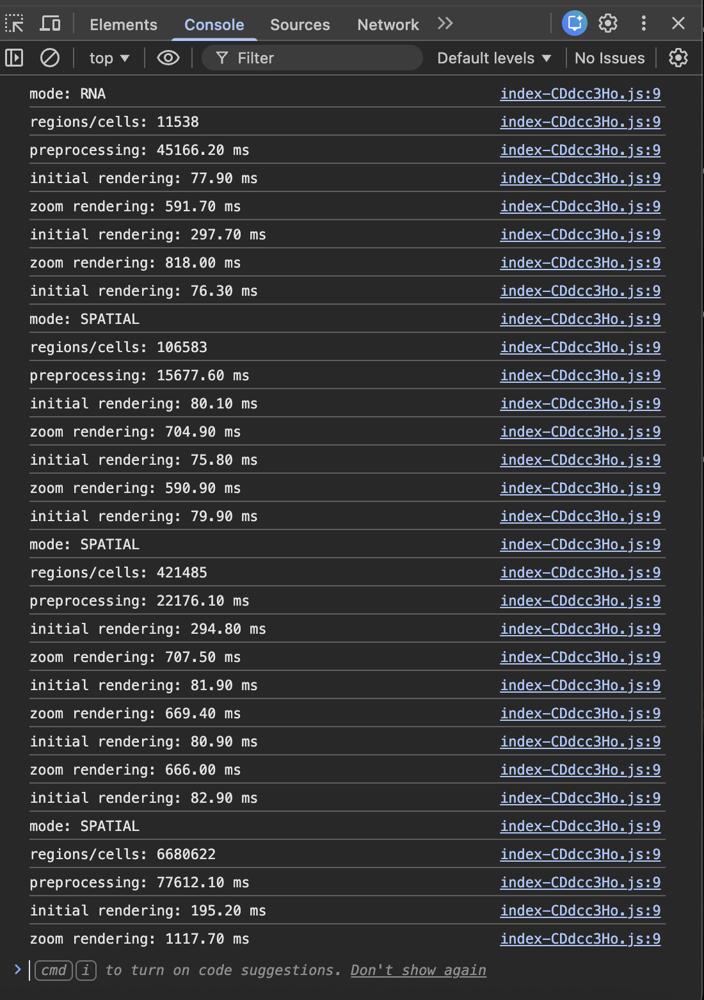 Elements Console Sources Network
top Filter Default levels No Issues
mode: RNA index-CDdcc3Ho.js:9
regions/cells: 11538 index-CDdcc3Ho.js:9
preprocessing: 45166.20 ms index-CDdcc3Ho.js:9
initial rendering: 77.90 ms index-CDdcc3Ho.js:9
zoom rendering: 591.70 ms index-CDdcc3Ho.js:9
initial rendering: 297.70 ms index-CDdcc3Ho.js:9
zoom rendering: 818.00 ms index-CDdcc3Ho.js:9
initial rendering: 76.30 ms index-CDdcc3Ho.js:9
mode: SPATIAL index-CDdcc3Ho.js:9
regions/cells: 106583 index-CDdcc3Ho.js:9
preprocessing: 15677.60 ms index-CDdcc3Ho.js:9
initial rendering: 80.10 ms index-CDdcc3Ho.js:9
zoom rendering: 704.90 ms index-CDdcc3Ho.js:9
initial rendering: 75.80 ms index-CDdcc3Ho.js:9
zoom rendering: 590.90 ms index-CDdcc3Ho.js:9
initial rendering: 79.90 ms index-CDdcc3Ho.js:9
mode: SPATIAL index-CDdcc3Ho.js:9
regions/cells: 421485 index-CDdcc3Ho.js:9
preprocessing: 22176.10 ms index-CDdcc3Ho.js:9
initial rendering: 294.80 ms index-CDdcc3Ho.js:9
zoom rendering: 707.50 ms index-CDdcc3Ho.js:9
initial rendering: 81.90 ms index-CDdcc3Ho.js:9
zoom rendering: 669.40 ms index-CDdcc3Ho.js:9
initial rendering: 80.90 ms index-CDdcc3Ho.js:9
zoom rendering: 666.00 ms index-CDdcc3Ho.js:9
initial rendering: 82.90 ms index-CDdcc3Ho.js:9
mode: SPATIAL index-CDdcc3Ho.js:9
regions/cells: 6680622 index-CDdcc3Ho.js:9
preprocessing: 77612.10 ms index-CDdcc3Ho.js:9
initial rendering: 195.20 ms index-CDdcc3Ho.js:9
zoom rendering: 1117.70 ms index-CDdcc3Ho.js:9
cmd i to turn on code suggestions. Don't show again